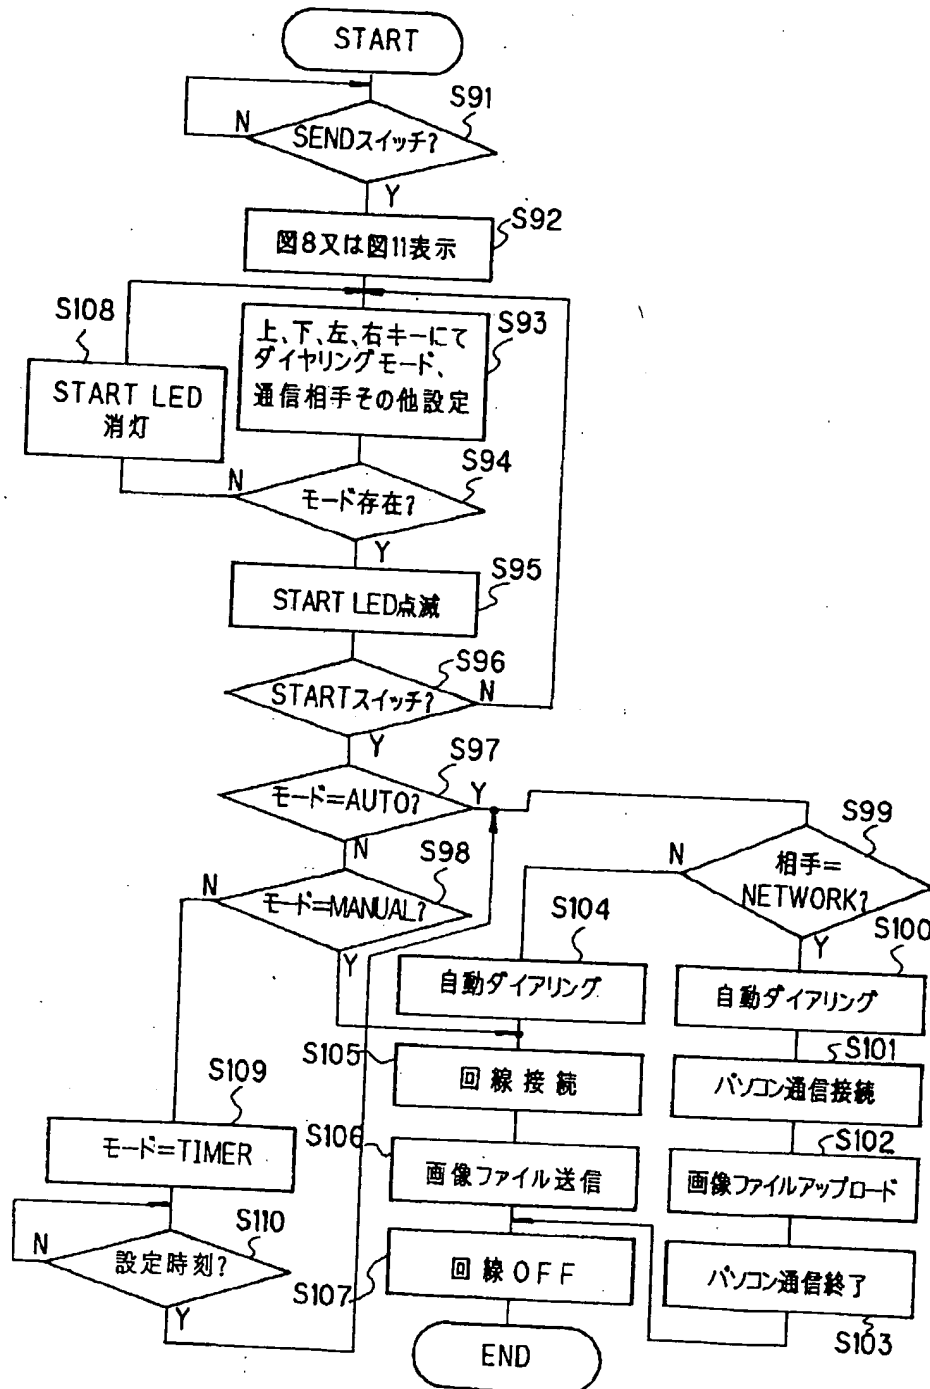 START
S91
N
SENDスイッチ?
Y
S92
図8又は図11表示
S108
START LED
消灯
S93
上、下、左、右キーにて
ダイヤリングモード、
通信相手その他設定
S94
N
モード存在?
Y
S95
START LED点滅
S96
STARTスイッチ?
N
Y
S97
モード=AUTO?
Y
N
S98
N
モード=MANUAL?
Y
S99
N
相手=
NETWORK?
Y
S104
自動ダイアリング
S100
自動ダイアリング
S105
回線接続
S101
パソコン通信接続
S109
モード=TIMER
S106
画像ファイル送信
S102
画像ファイルアップロード
S110
N
設定時刻?
Y
S107
回線OFF
パソコン通信終了
S103
END